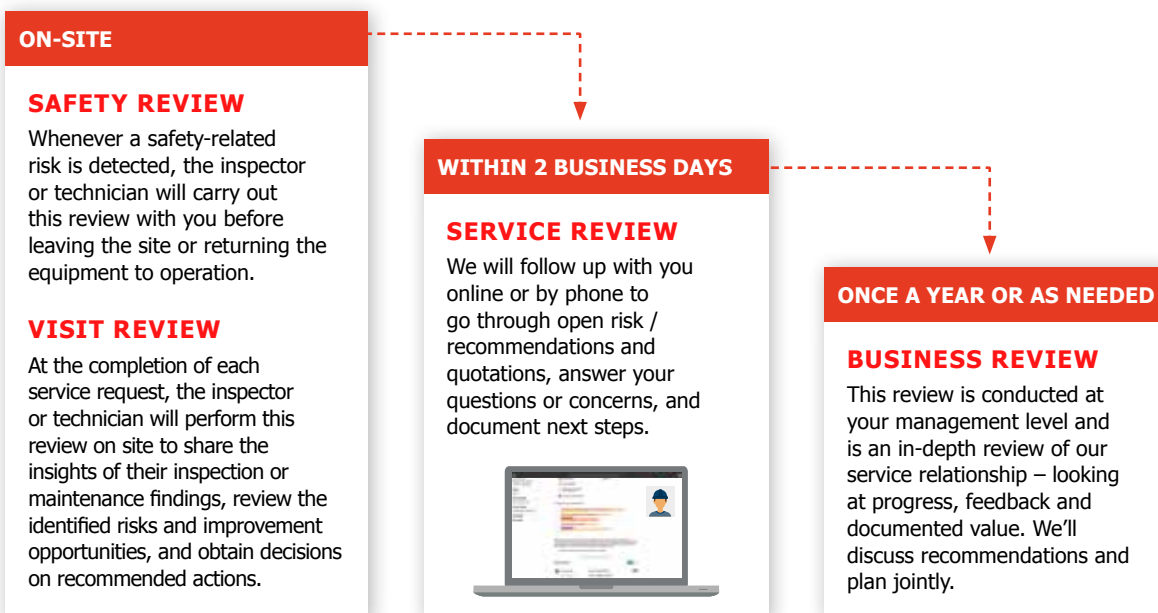 ON-SITE
SAFETY REVIEW
Whenever a safety-related
risk is detected, the inspector
or technician will carry out
this review with you before
leaving the site or returning the
equipment to operation.
VISIT REVIEW
At the completion of each
service request, the inspector
or technician will perform this
review on site to share the
insights of their inspection or
maintenance findings, review the
identified risks and improvement
opportunities, and obtain decisions
on recommended actions.
WITHIN 2 BUSINESS DAYS
SERVICE REVIEW
We will follow up with you
online or by phone to
go through open risk /
recommendations and
quotations, answer your
questions or concerns, and
document next steps.
ONCE A YEAR OR AS NEEDED
BUSINESS REVIEW
This review is conducted at
your management level and
is an in-depth review of our
service relationship – looking
at progress, feedback and
documented value. We’ll
discuss recommendations and
plan jointly.